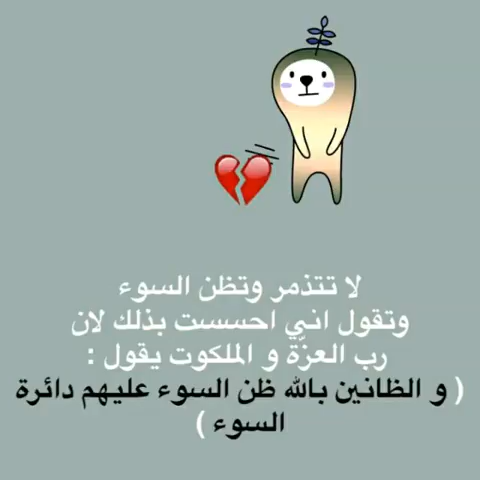 لا تتذمر وتظن السوء
وتقول اني احسست بذلك لان
رب العزّة و الملكوت يقول :
( و الظانين بالله ظن السوء عليهم دائرة
السوء )